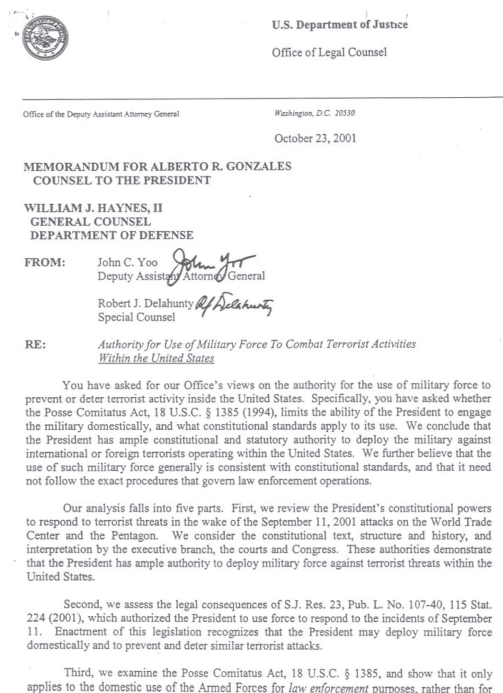 U.S. Department of Justice
Office of Legal Counsel
Office of the Deputy Assistant Attorney General
Washington, D.C. 20530
October 23, 2001
MEMORANDUM FOR ALBERTO R. GONZALES
COUNSEL TO THE PRESIDENT
WILLIAM J. HAYNES, II
GENERAL COUNSEL
DEPARTMENT OF DEFENSE
FROM: John C. Yoo John Yoo
Deputy Assistant Attorney General
Robert J. Delahunty RJ Delahunty
Special Counsel
RE: Authority for Use of Military Force To Combat Terrorist Activities
Within the United States
You have asked for our Office's views on the authority for the use of military force to
prevent or deter terrorist activity inside the United States. Specifically, you have asked whether
the Posse Comitatus Act, 18 U.S.C. § 1385 (1994), limits the ability of the President to engage
the military domestically, and what constitutional standards apply to its use. We conclude that
the President has ample constitutional and statutory authority to deploy the military against
international or foreign terrorists operating within the United States. We further believe that the
use of such military force generally is consistent with constitutional standards, and that it need
not follow the exact procedures that govern law enforcement operations.
Our analysis falls into five parts. First, we review the President's constitutional powers
to respond to terrorist threats in the wake of the September 11, 2001 attacks on the World Trade
Center and the Pentagon. We consider the constitutional text, structure and history, and
interpretation by the executive branch, the courts and Congress. These authorities demonstrate
that the President has ample authority to deploy military force against terrorist threats within the
United States.
Second, we assess the legal consequences of S.J. Res. 23, Pub. L. No. 107-40, 115 Stat.
224 (2001), which authorized the President to use force to respond to the incidents of September
11. Enactment of this legislation recognizes that the President may deploy military force
domestically and to prevent and deter similar terrorist attacks.
Third, we examine the Posse Comitatus Act, 18 U.S.C. § 1385, and show that it only
applies to the domestic use of the Armed Forces for law enforcement purposes, rather than for